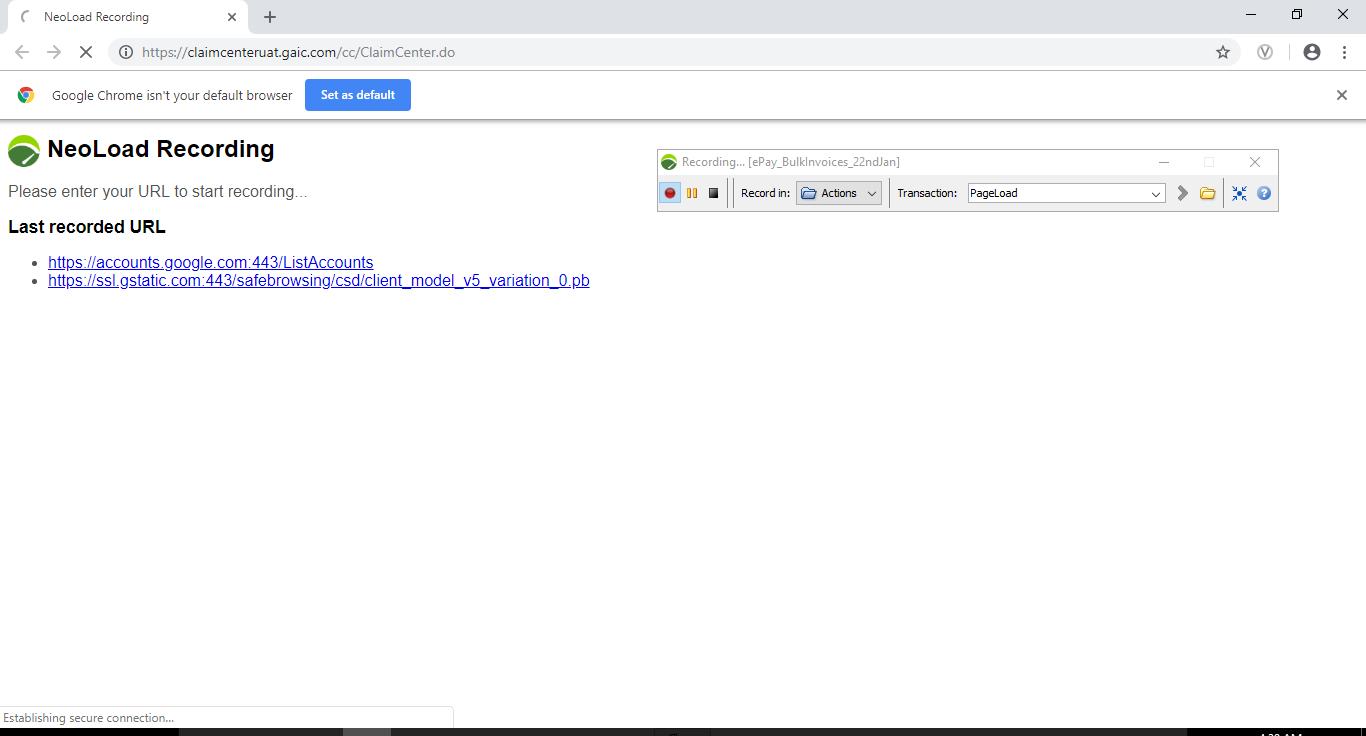 NeoLoad Recording
https://claimcenteruat.gaic.com/cc/ClaimCenter.do
Google Chrome isn't your default browser Set as default
NeoLoad Recording
Please enter your URL to start recording...
Last recorded URL
https://accounts.google.com:443/ListAccounts
https://ssl.gstatic.com:443/safebrowsing/csd/client_model_v5_variation_0.pb
Recording... [ePay_BulkInvoices_22ndJan]
Record in: Actions Transaction: PageLoad
Establishing secure connection...